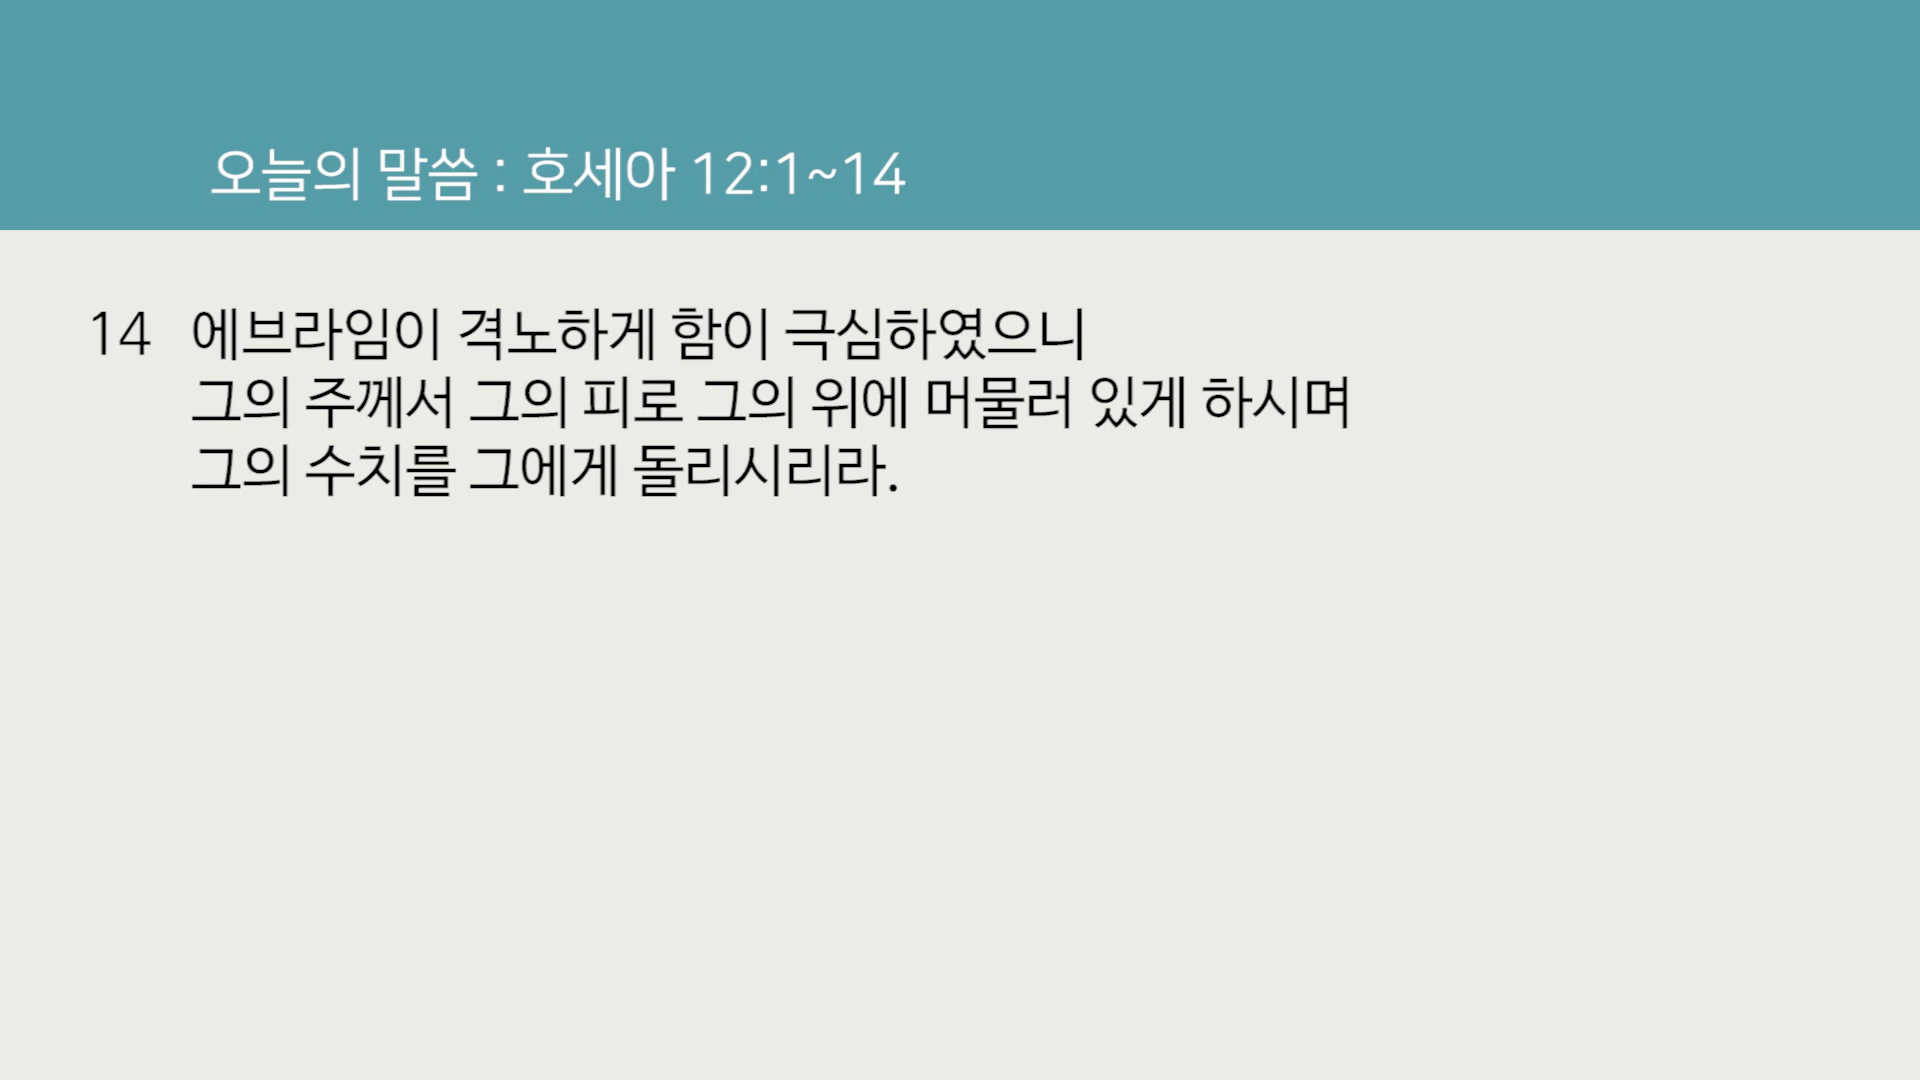 오늘의 말씀 : 호세아 12:1~14
14 에브라임이 격노하게 함이 극심하였으니
그의 주께서 그의 피로 그의 위에 머물러 있게 하시며
그의 수치를 그에게 돌리시리라.